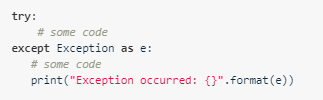 try:
    # some code
except Exception as e:
   # some code
   print("Exception occurred: {}".format(e))